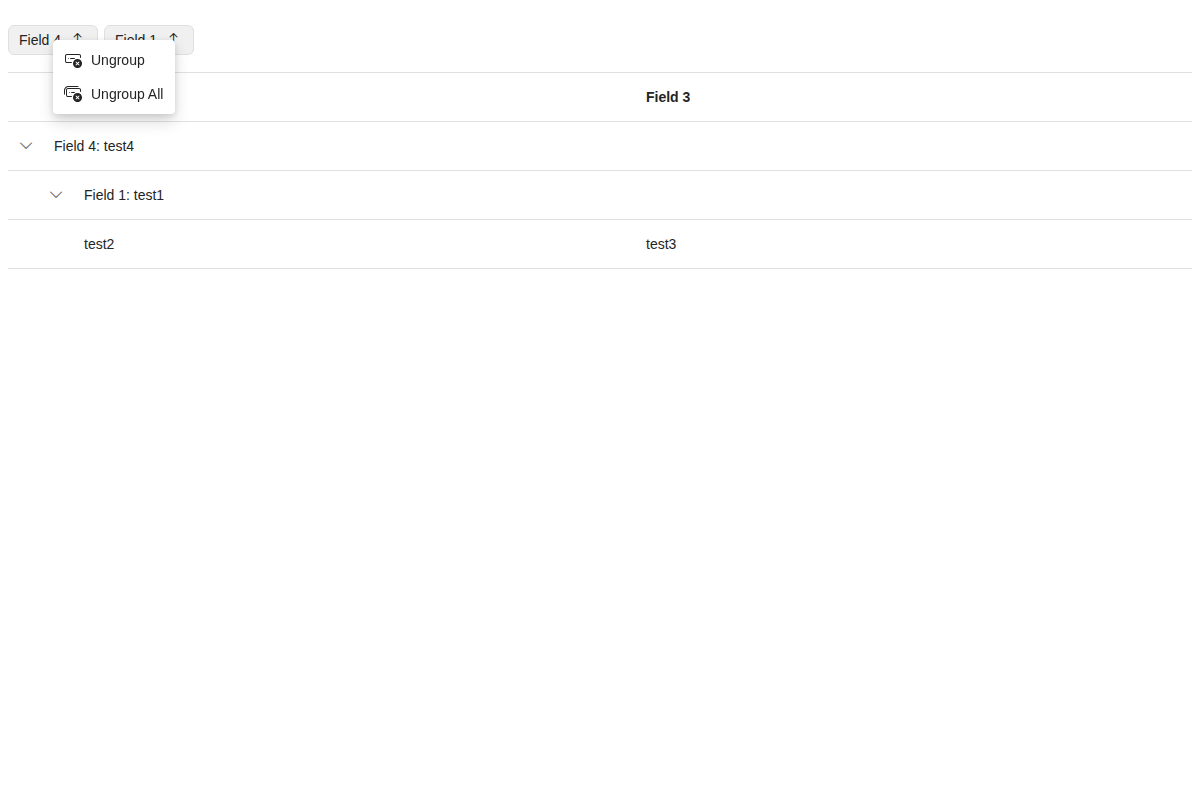 Field 4 Field 1
Ungroup
Ungroup All
Field 3
Field 4: test4
Field 1: test1
test2 test3